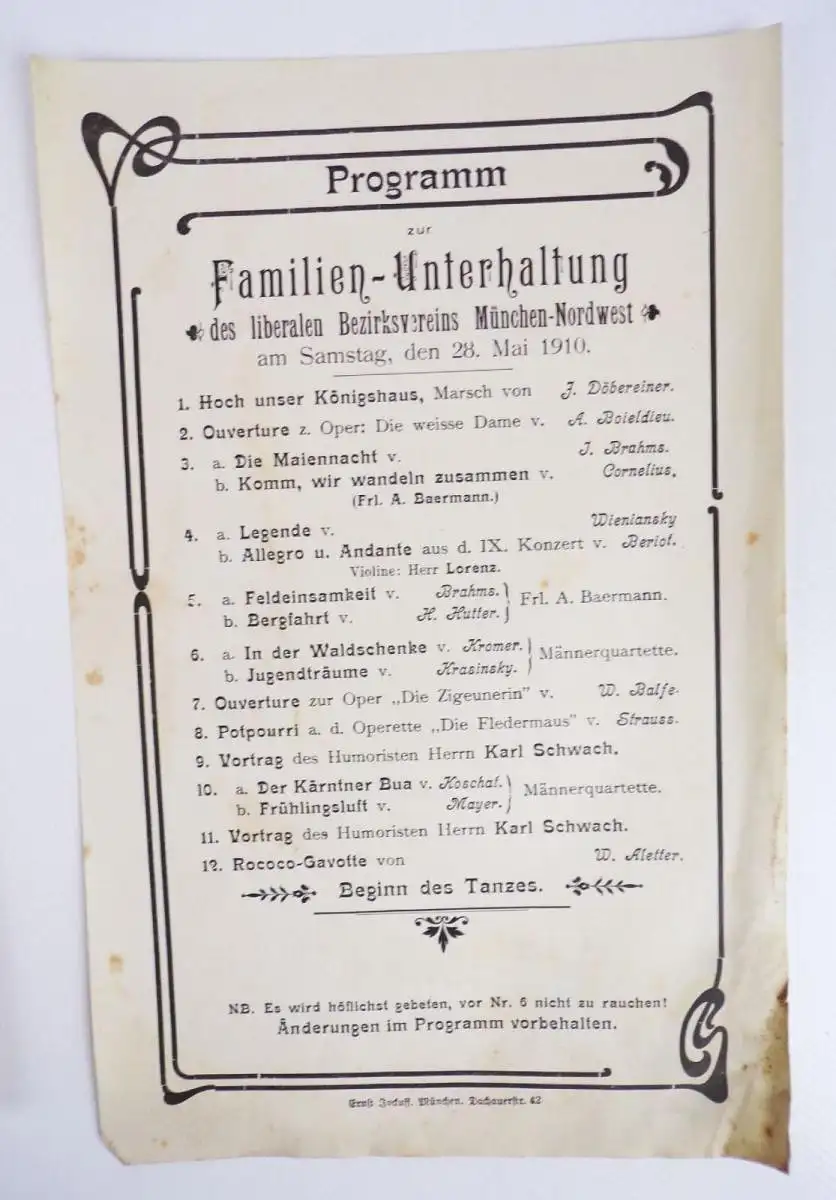 Programm
zur
Familien-Unterhaltung
des liberalen Bezirksvereins München-Nordwest
am Samstag, den 28. Mai 1910.
1. Hoch unser Königshaus, Marsch von J. Döbereiner.
2. Ouverture z. Oper: Die weisse Dame v. A. Boieldieu.
3. a. Die Maiennacht v. J. Brahms.
b. Komm, wir wandeln zusammen v. Cornelius.
(Frl. A. Baermann.)
4. a. Legende v. Wieniansky
b. Allegro u. Andante aus d. IX. Konzert v. Beriot.
Violine: Herr Lorenz.
5. a. Feldeinsamkeit v. Brahms. } Frl. A. Baermann.
b. Bergfahrt v. H. Hutter. }
6. a. In der Waldschenke v. Kromer. } Männerquartette.
b. Jugendträume v. Krasinsky. }
7. Ouverture zur Oper „Die Zigeunerin" v. W. Balfe.
8. Potpourri a. d. Operette „Die Fledermaus" v. Strauss.
9. Vortrag des Humoristen Herrn Karl Schwach.
10. a. Der Kärntner Bua v. Koschat. } Männerquartette.
b. Frühlingsluft v. Mayer. }
11. Vortrag des Humoristen Herrn Karl Schwach.
12. Rococo-Gavotte von W. Aletter.
Beginn des Tanzes.
NB. Es wird höflichst gebeten, vor Nr. 6 nicht zu rauchen!
Änderungen im Programm vorbehalten.
Ernst München. Dachauerstr. 42